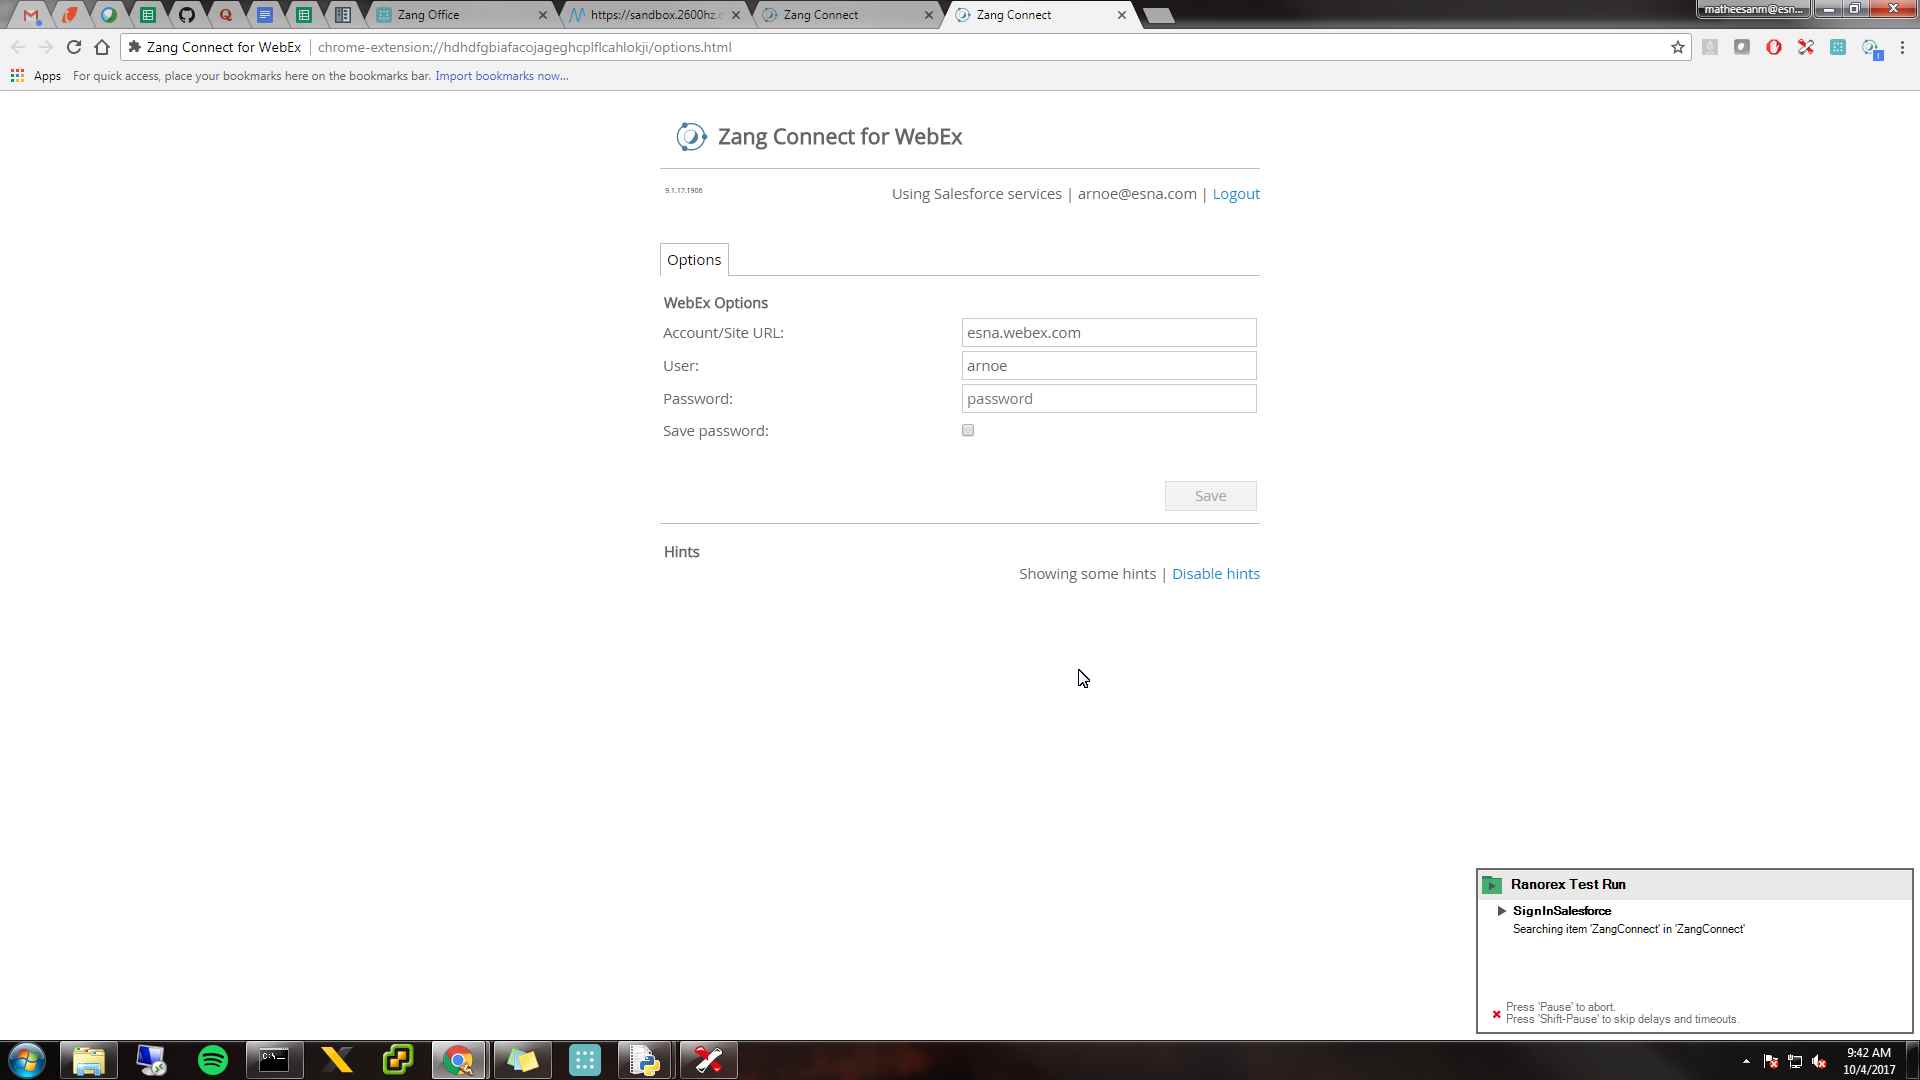 Zang Office
https://sandbox.2600hz.c
Zang Connect
Zang Connect
matheesanm@esn...
Zang Connect for WebEx
chrome-extension://hdhdfgbiafacojageghcplflcahlokji/options.html
Apps
For quick access, place your bookmarks here on the bookmarks bar. Import bookmarks now...
Zang Connect for WebEx
9.1.17.1906
Using Salesforce services | arnoe@esna.com | Logout
Options
WebEx Options
Account/Site URL:
esna.webex.com
User:
arnoe
Password:
password
Save password:
Save
Hints
Showing some hints | Disable hints
Ranorex Test Run
SignInSalesforce
Searching item 'ZangConnect' in 'ZangConnect'
Press 'Pause' to abort.
Press 'Shift-Pause' to skip delays and timeouts.
9:42 AM
10/4/2017